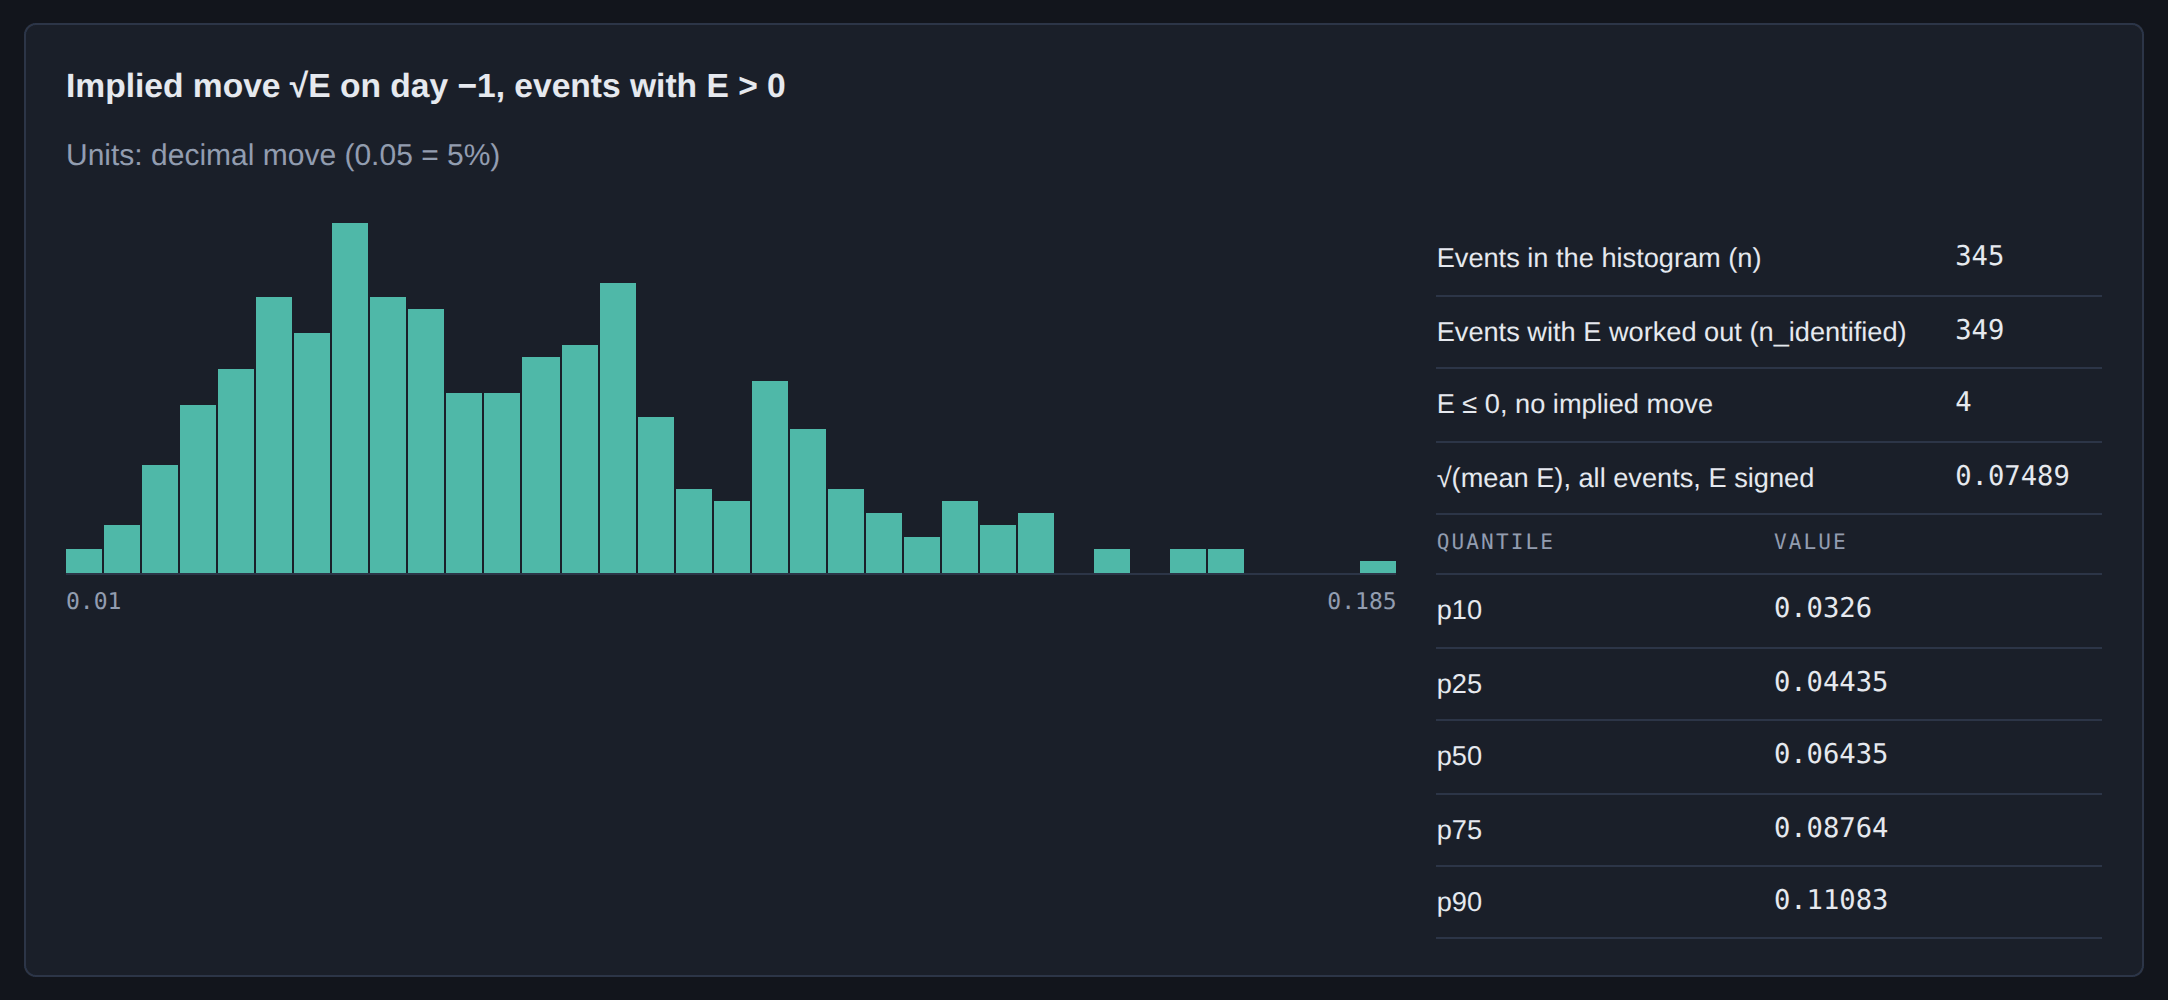 Implied move √E on day −1, events with E > 0
Units: decimal move (0.05 = 5%)
0.01
0.185
Events in the histogram (n) 345
Events with E worked out (n_identified) 349
E ≤ 0, no implied move 4
√(mean E), all events, E signed 0.07489
QUANTILE VALUE
p10 0.0326
p25 0.04435
p50 0.06435
p75 0.08764
p90 0.11083